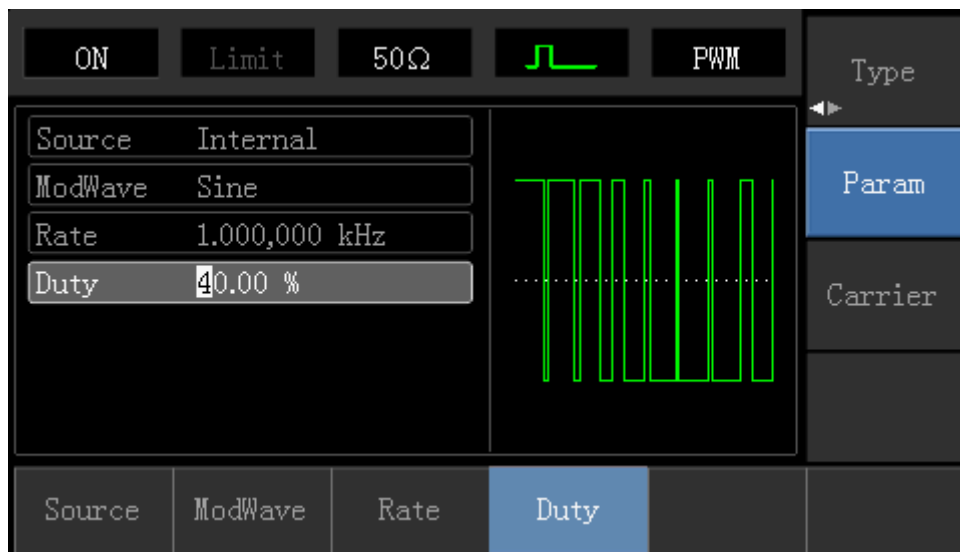 ON Limit 50Ω PWM
Type
Source Internal
ModWave Sine
Rate 1.000,000 kHz
Duty 40.00 %
Param
Carrier
Source ModWave Rate Duty